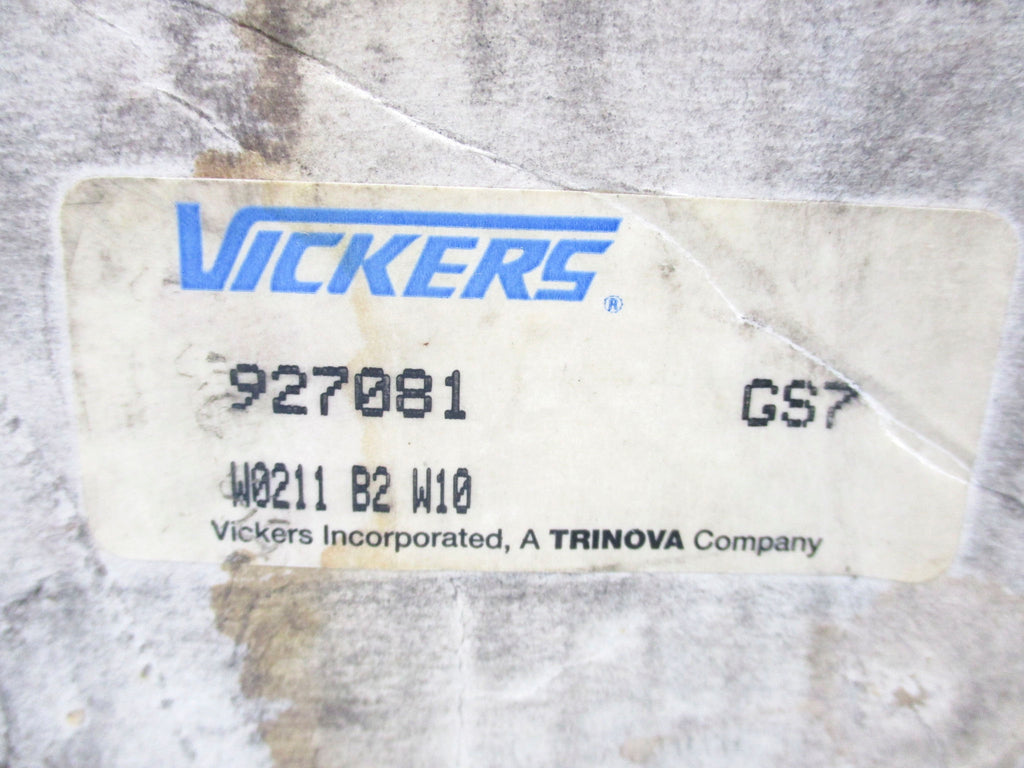 VICKERS®
927081 GS7
W0211 B2 W10
Vickers Incorporated, A TRINOVA Company